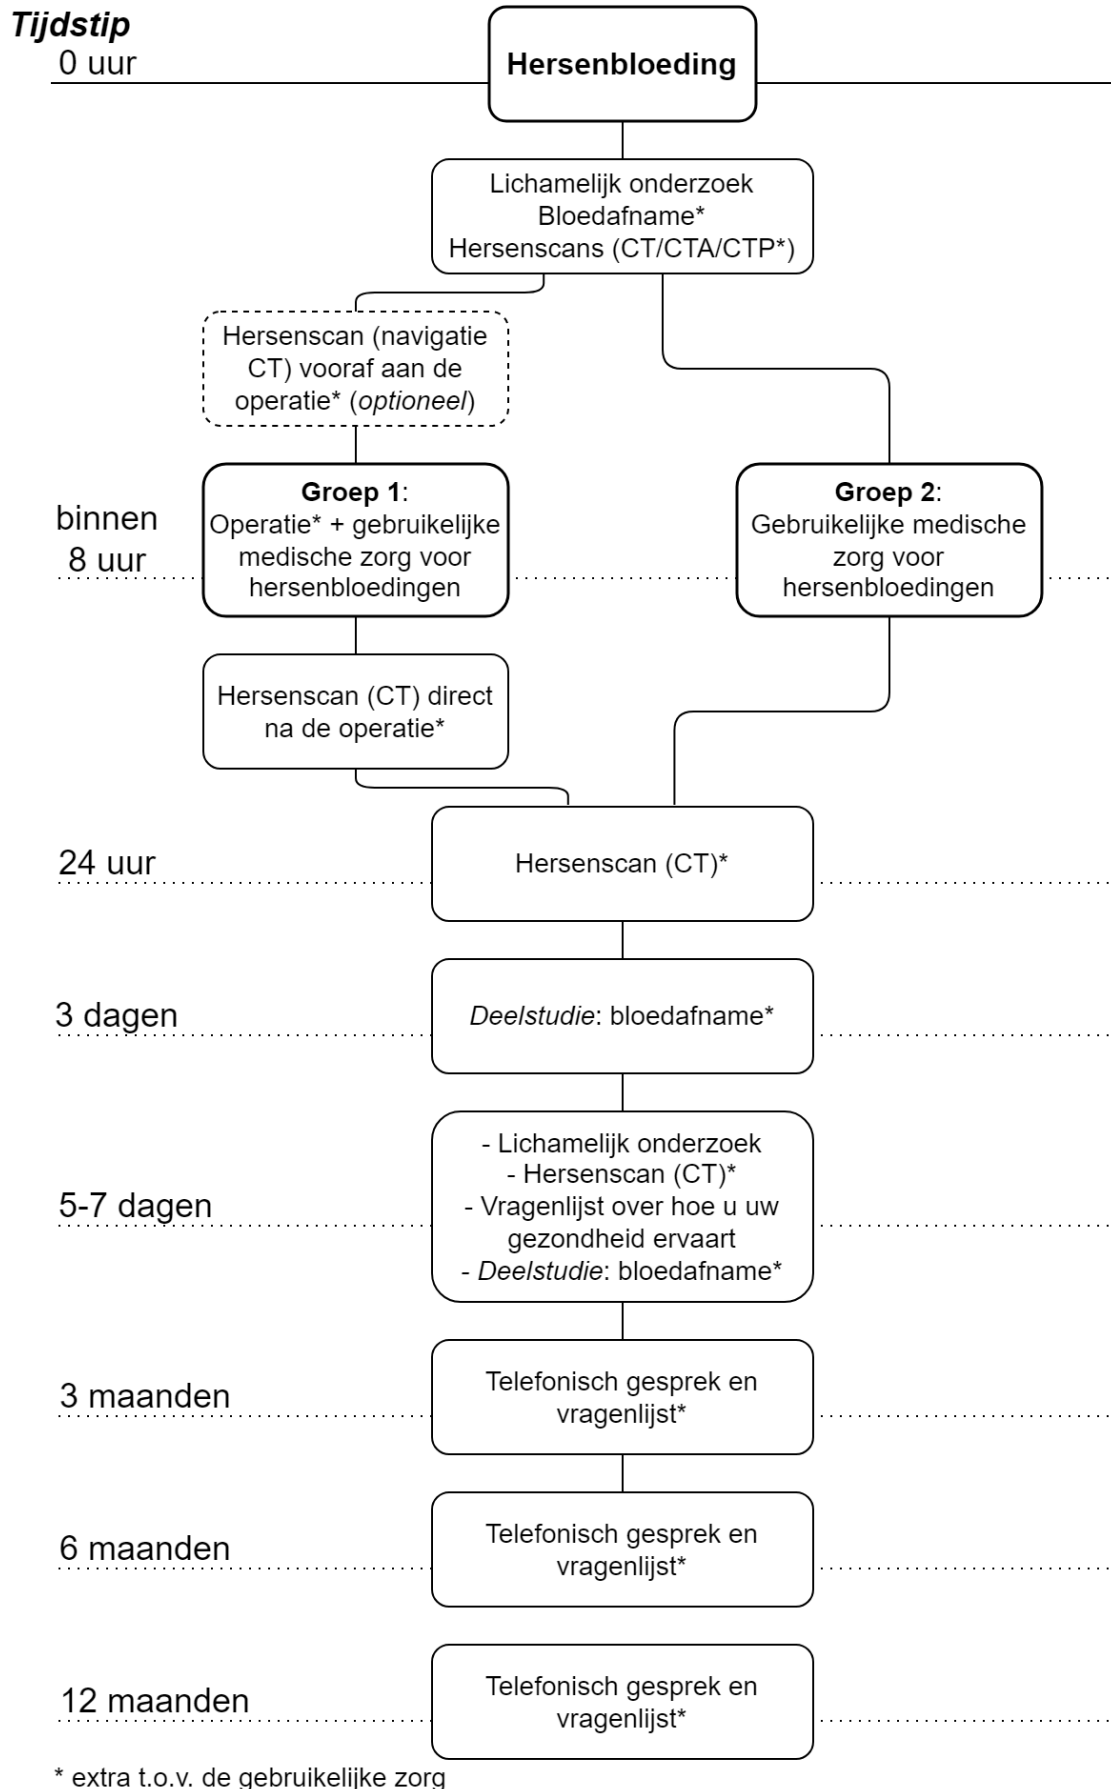 Tijdstip
0 uur
Hersenbloeding
Lichamelijk onderzoek
Bloedafname*
Hersenscans (CT/CTA/CTP*)
Hersenscan (navigatie
CT) vooraf aan de
operatie* (optioneel)
binnen
8 uur
Groep 1:
Operatie* + gebruikelijke
medische zorg voor
hersenbloedingen
Groep 2:
Gebruikelijke medische
zorg voor
hersenbloedingen
Hersenscan (CT) direct
na de operatie*
24 uur
Hersenscan (CT)*
3 dagen
Deelstudie: bloedafname*
5-7 dagen
- Lichamelijk onderzoek
- Hersenscan (CT)*
- Vragenlijst over hoe u uw
gezondheid ervaart
- Deelstudie: bloedafname*
3 maanden
Telefonisch gesprek en
vragenlijst*
6 maanden
Telefonisch gesprek en
vragenlijst*
12 maanden
Telefonisch gesprek en
vragenlijst*
* extra t.o.v. de gebruikelijke zorg